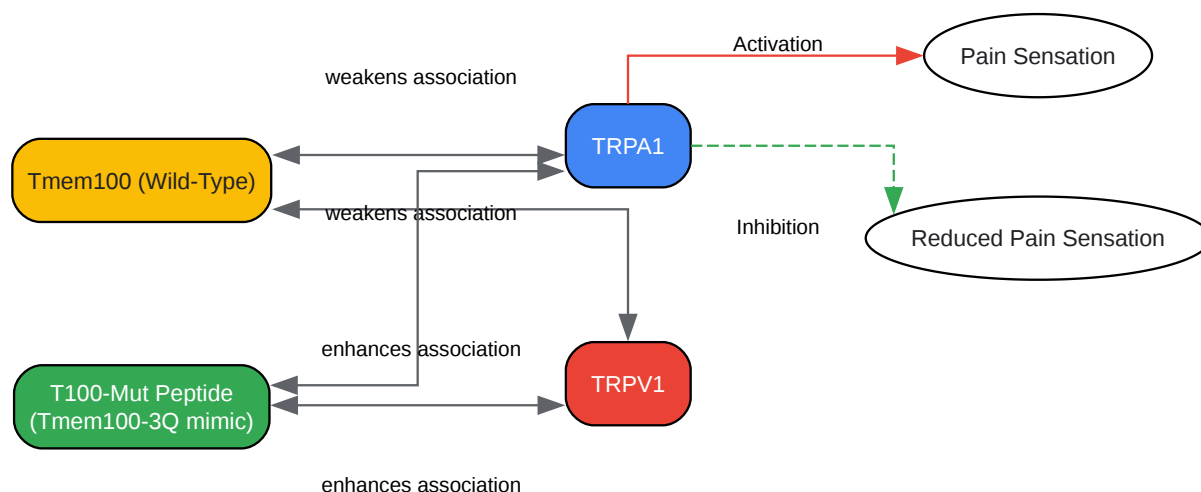 Activation
Pain Sensation
weakens association
TRPA1
Tmem100 (Wild-Type)
weakens association
Inhibition
Reduced Pain Sensation
enhances association
TRPV1
T100-Mut Peptide
(Tmem100-3Q mimic)
enhances association